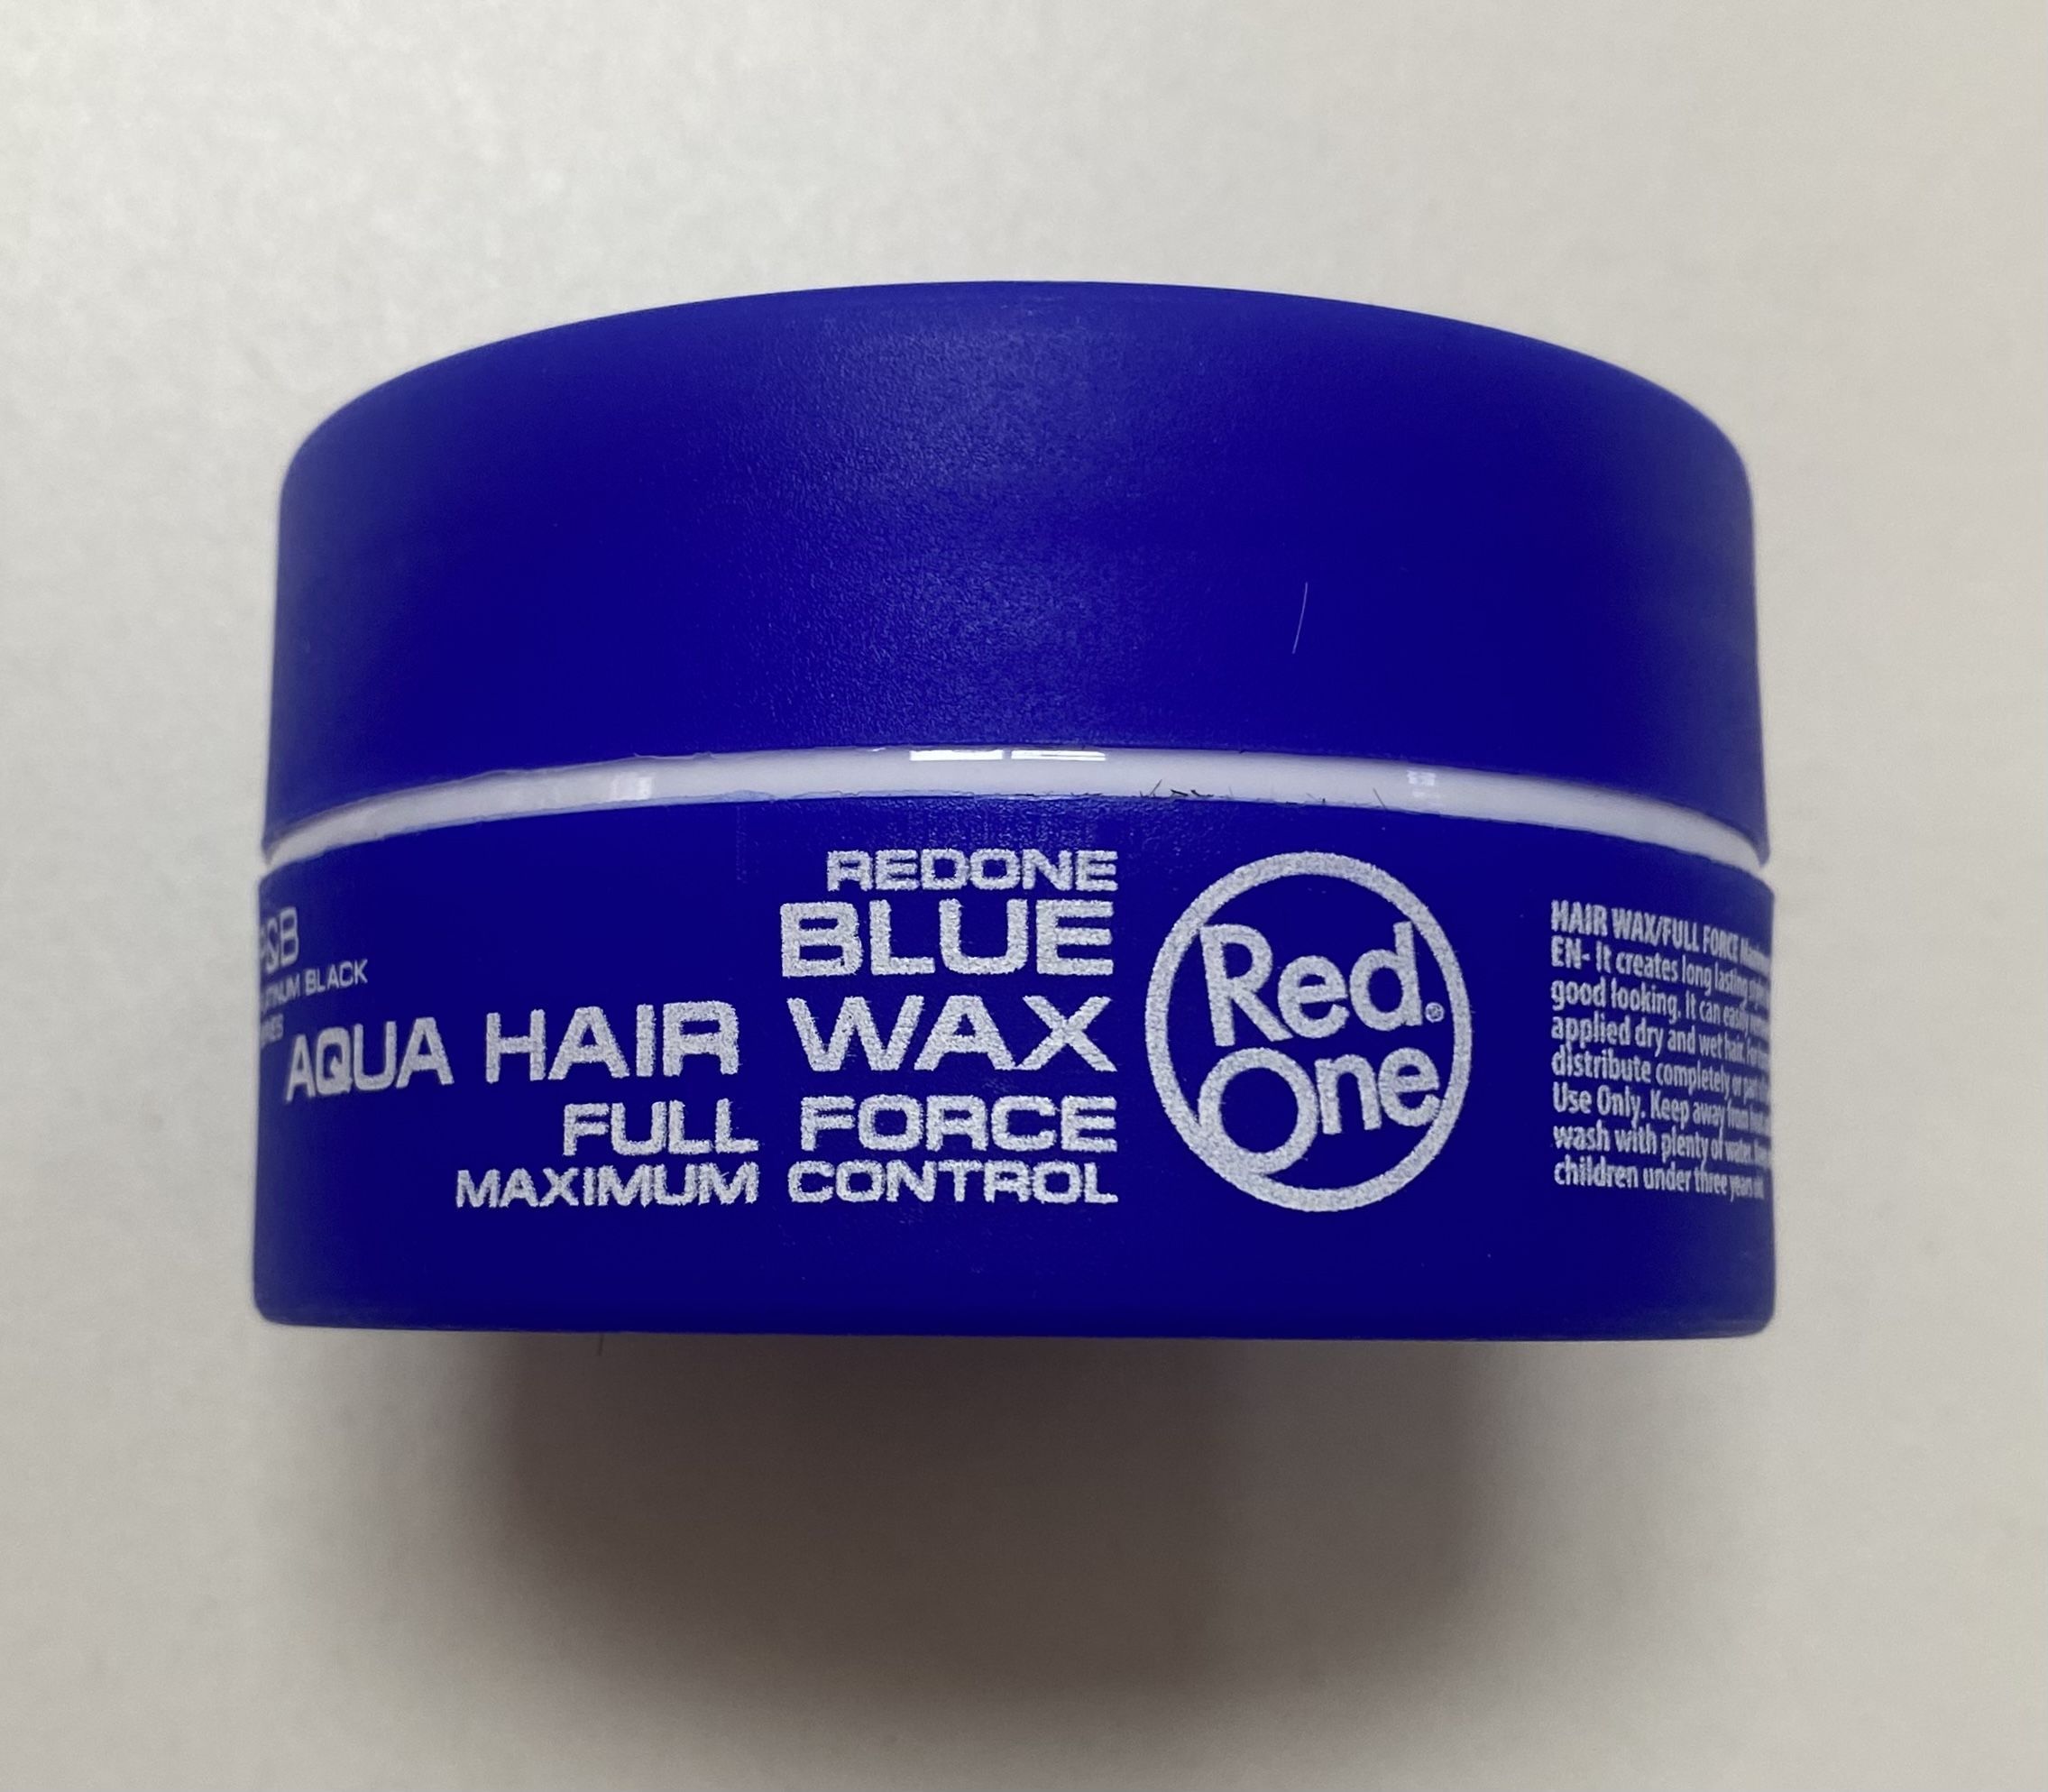 BLACK
REDONE
BLUE
AQUA HAIR WAX
FULL FORCE
MAXIMUM CONTROL
Red
One
HAIR WAX/FULL FORCE
EN- It creates long lasting
good looking. It can easily
applied dry and wet hair.
distribute completely or
Use Only. Keep away from
wash with plenty of water.
children under three years old.